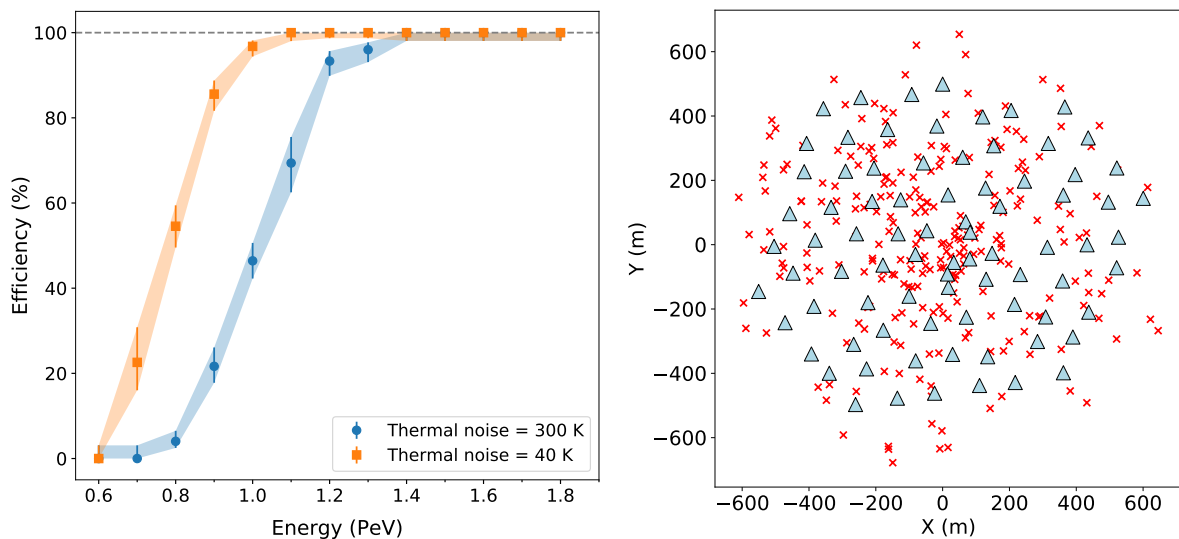 100
80
60
40
20
0
Efficiency (%)
0.6 0.8 1.0 1.2 1.4 1.6 1.8
Energy (PeV)
Thermal noise = 300 K
Thermal noise = 40 K
600
400
200
0
−200
−400
−600
Y (m)
−600 −400 −200 0 200 400 600
X (m)